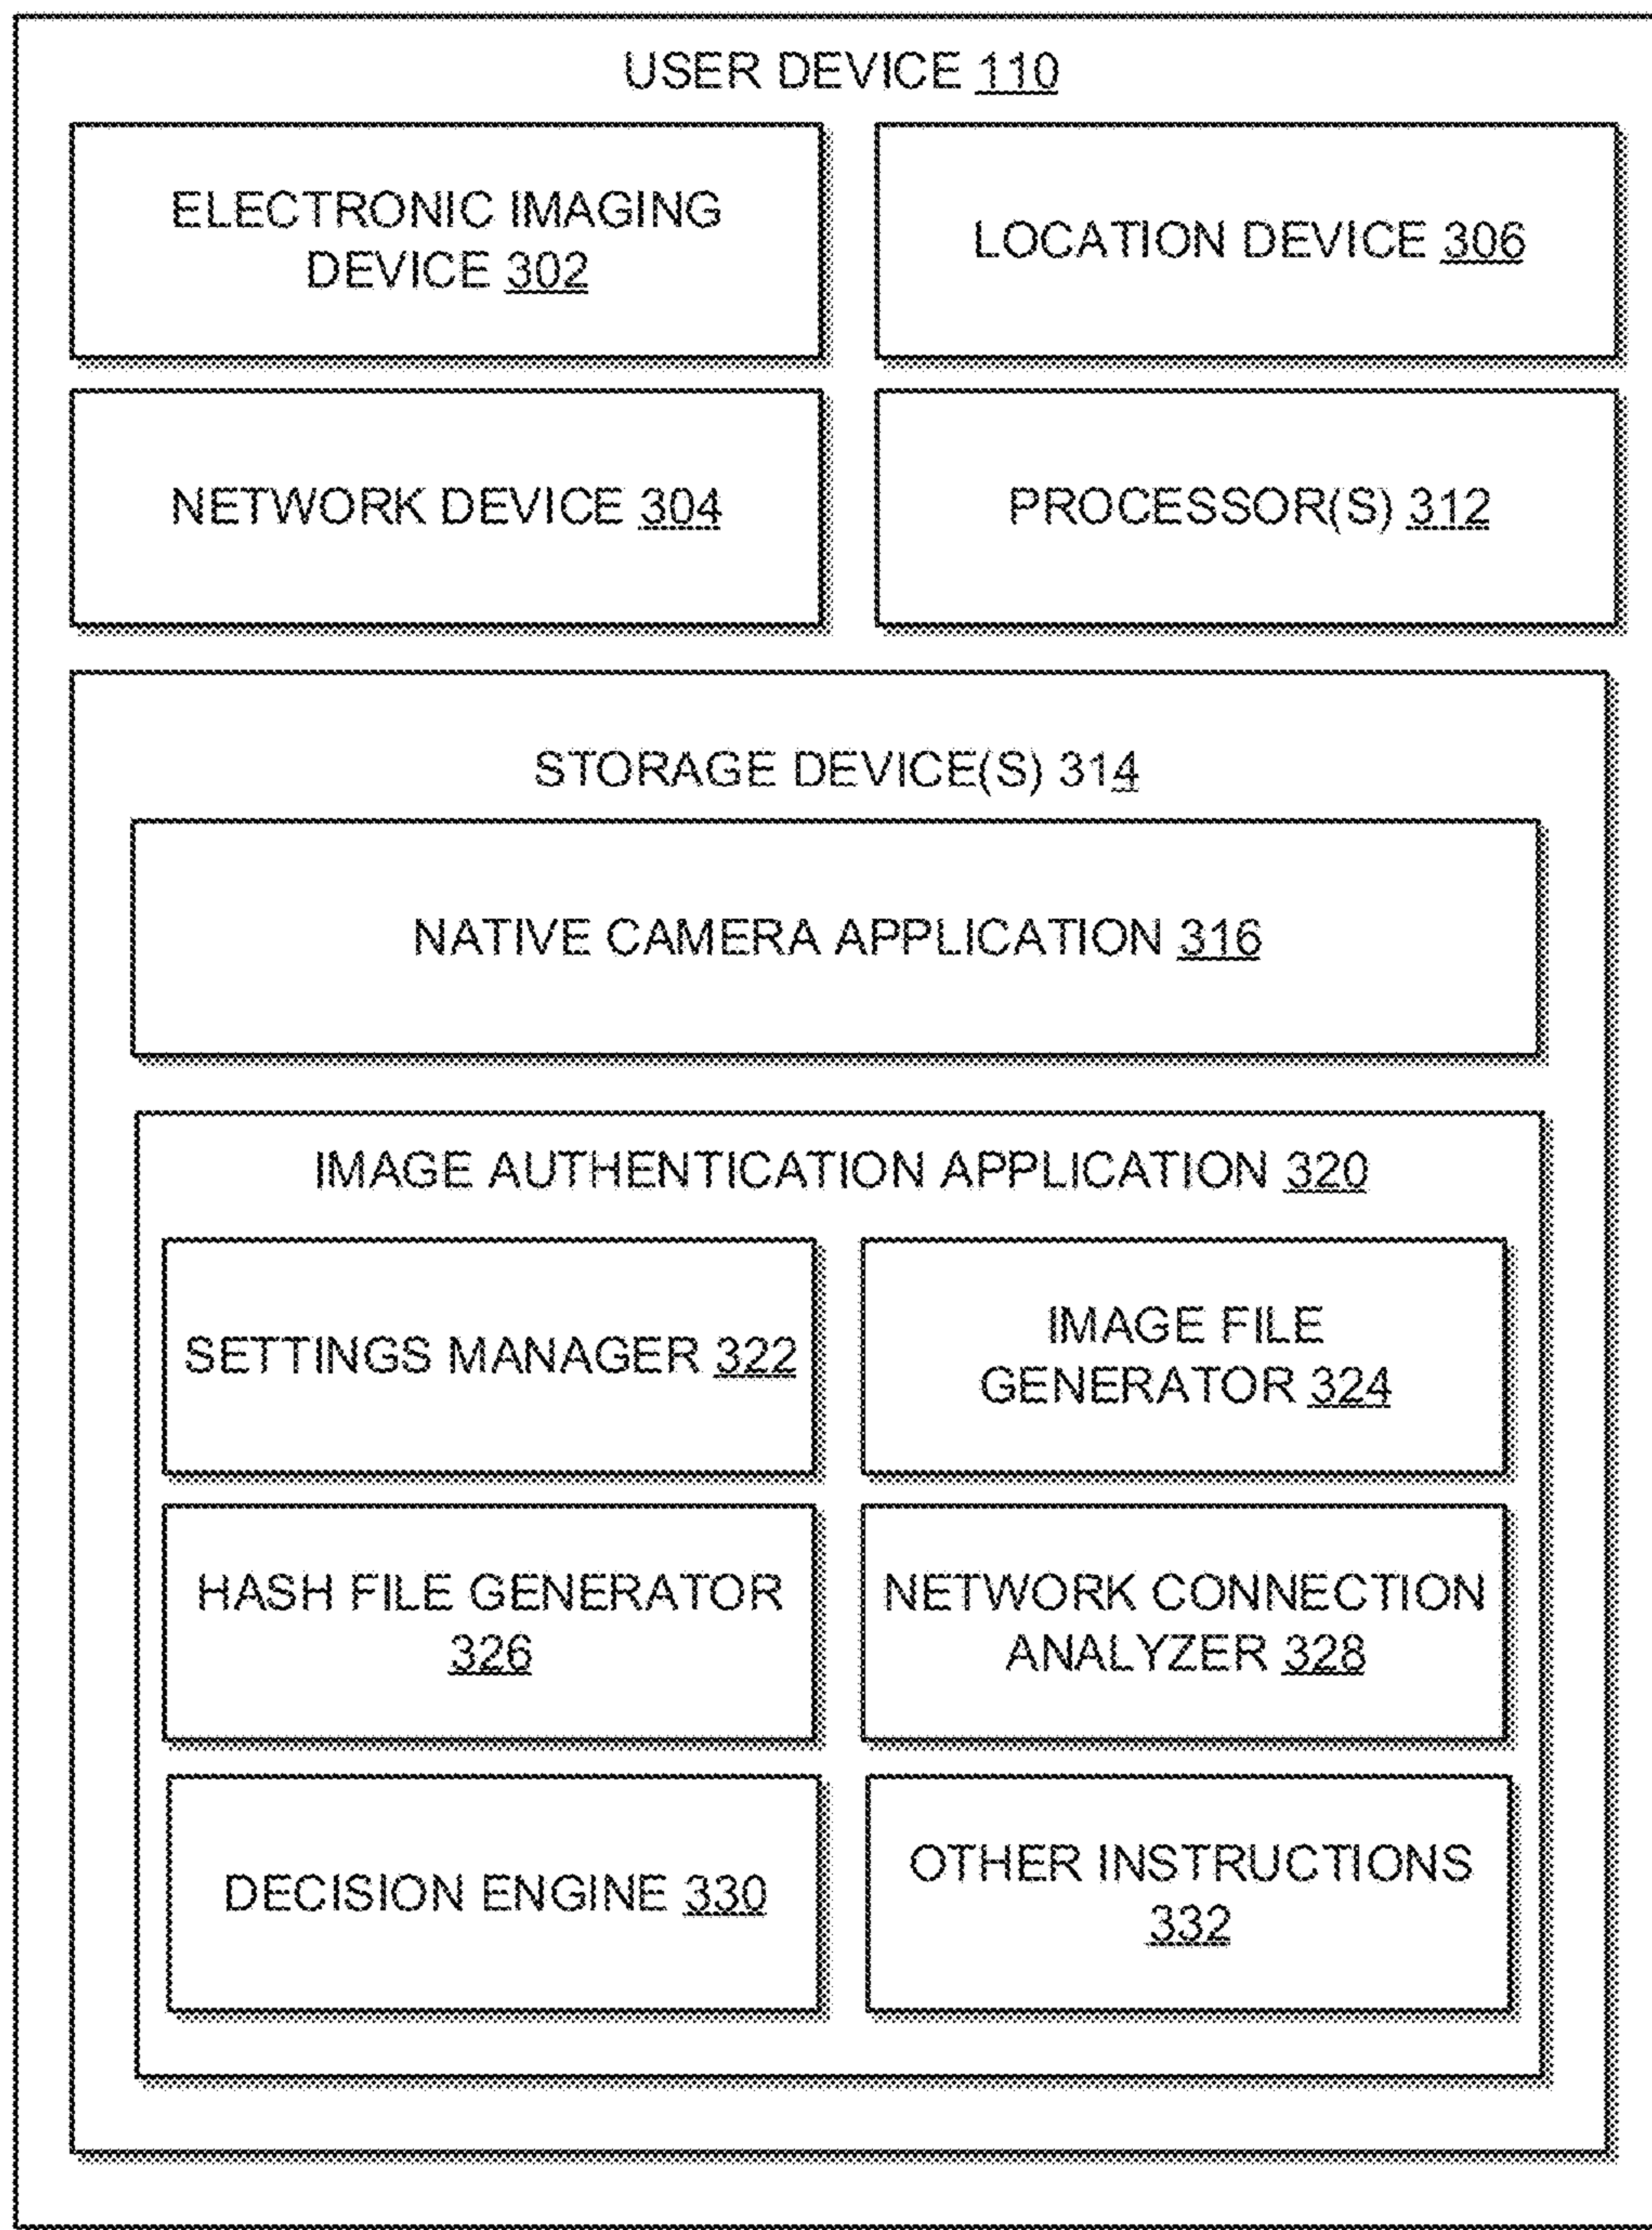 USER DEVICE 110
ELECTRONIC IMAGING
DEVICE 302
LOCATION DEVICE 306
NETWORK DEVICE 304
PROCESSOR(S) 312
STORAGE DEVICE(S) 314
NATIVE CAMERA APPLICATION 316
IMAGE AUTHENTICATION APPLICATION 320
SETTINGS MANAGER 322
IMAGE FILE
GENERATOR 324
HASH FILE GENERATOR
326
NETWORK CONNECTION
ANALYZER 328
DECISION ENGINE 330
OTHER INSTRUCTIONS
332